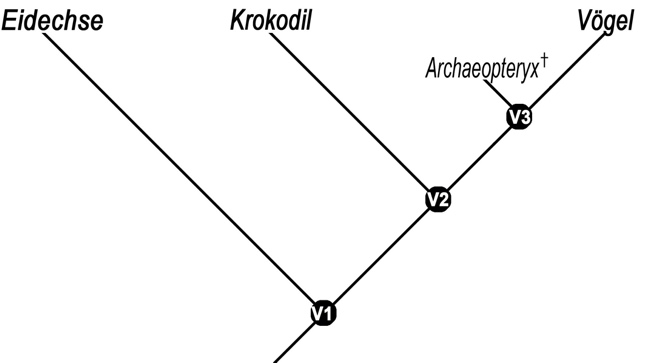 Eidechse
Krokodil
Vögel
Archaeopteryx†
V3
V2
V1